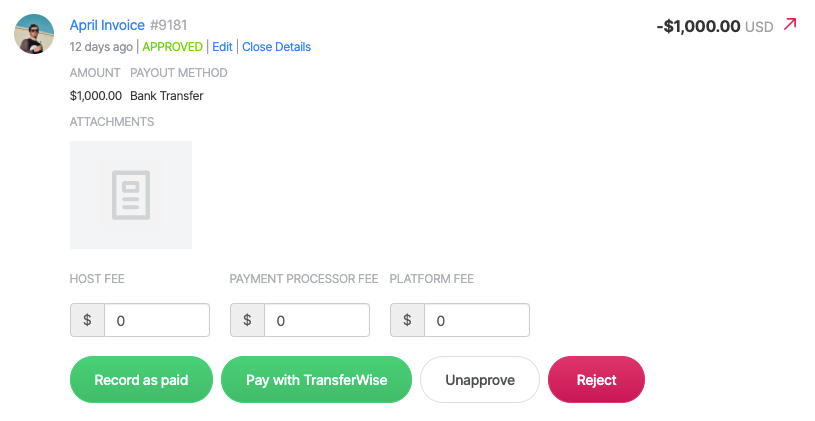 April Invoice #9181 -$1,000.00 USD
12 days ago | APPROVED | Edit | Close Details
AMOUNT PAYOUT METHOD
$1,000.00 Bank Transfer
ATTACHMENTS
HOST FEE PAYMENT PROCESSOR FEE PLATFORM FEE
$ 0 $ 0 $ 0
Record as paid Pay with TransferWise Unapprove Reject